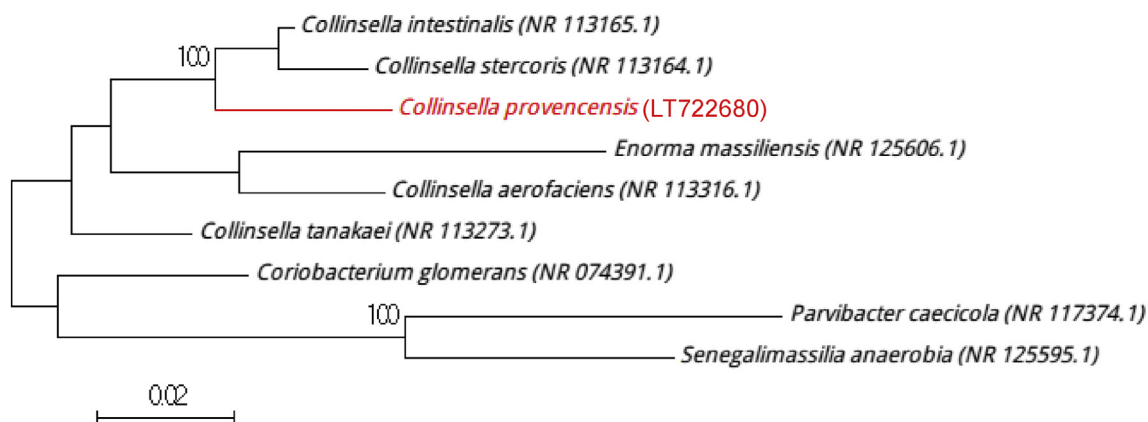 Collinsella intestinalis (NR 113165.1)
100
Collinsella stercoris (NR 113164.1)
Collinsella provencensis (LT722680)
Enorma massiliensis (NR 125606.1)
Collinsella aerofaciens (NR 113316.1)
Collinsella tanakaei (NR 113273.1)
Coriobacterium glomerans (NR 074391.1)
100
Parvibacter caecicola (NR 117374.1)
Senegalimassilia anaerobia (NR 125595.1)
0.02